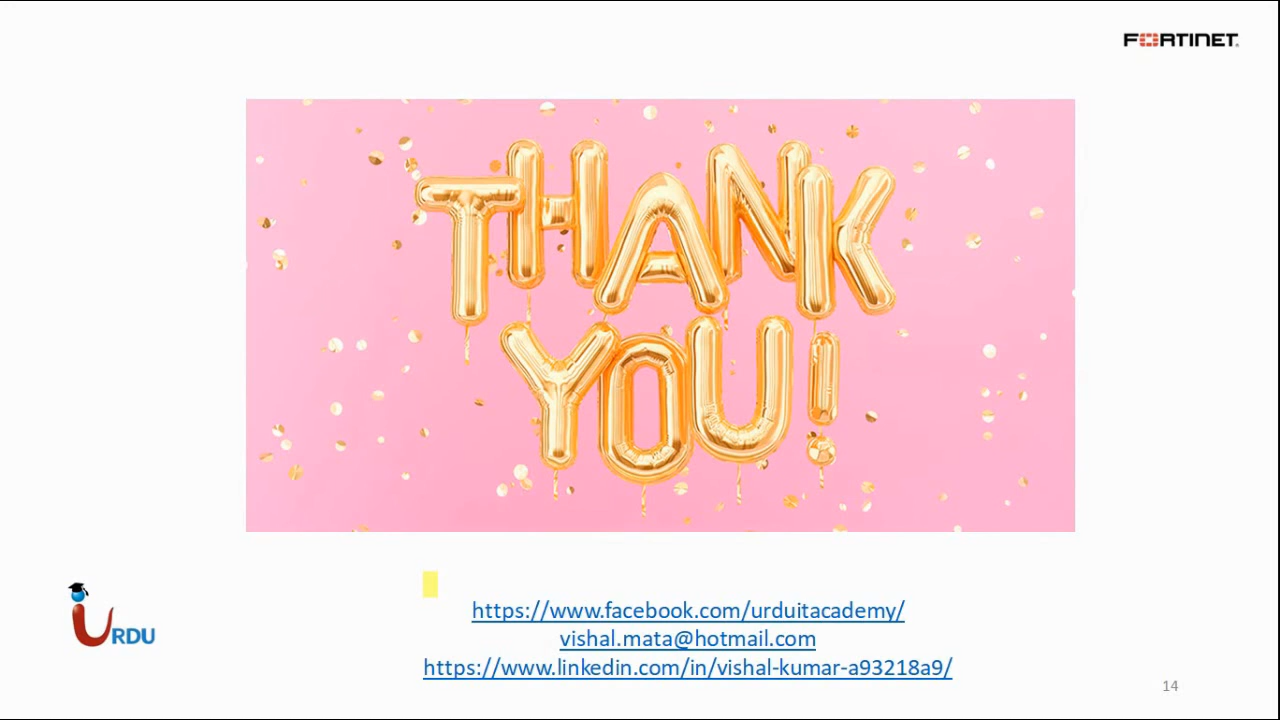 FORTINET
THANK
YOU!
URDU
https://www.facebook.com/urduitacademy/
vishal.mata@hotmail.com
https://www.linkedin.com/in/vishal-kumar-a93218a9/
14